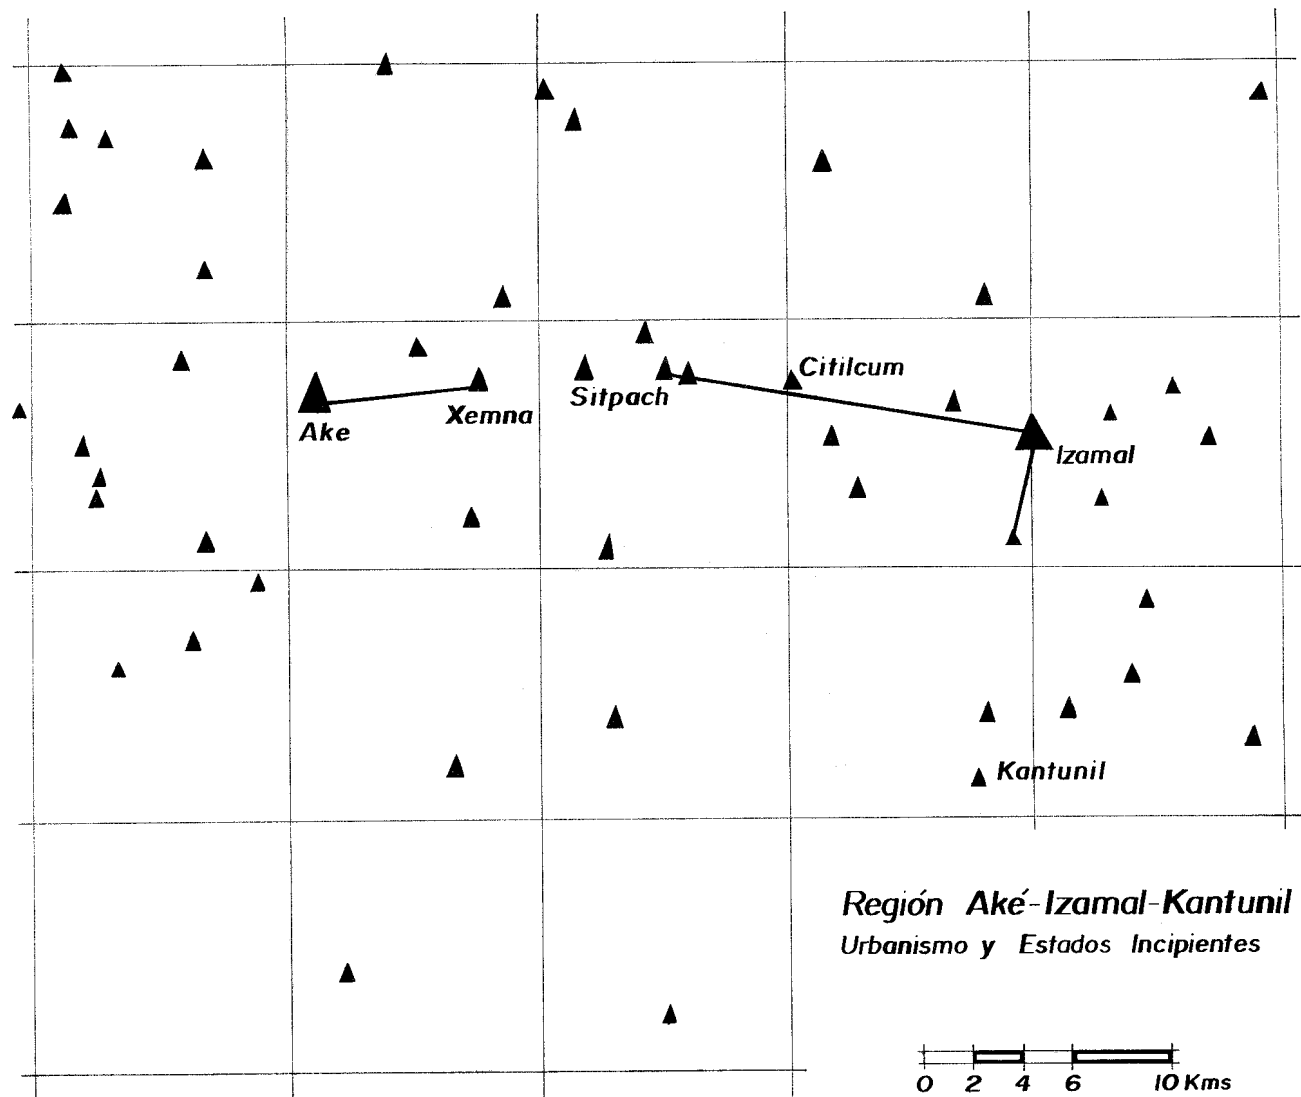 Citilcum
Sitpach
Xemna
Ake
Izamal
Kantunil
Región Aké-Izamal-Kantunil
Urbanismo y Estados Incipientes
0 2 4 6 10 Kms